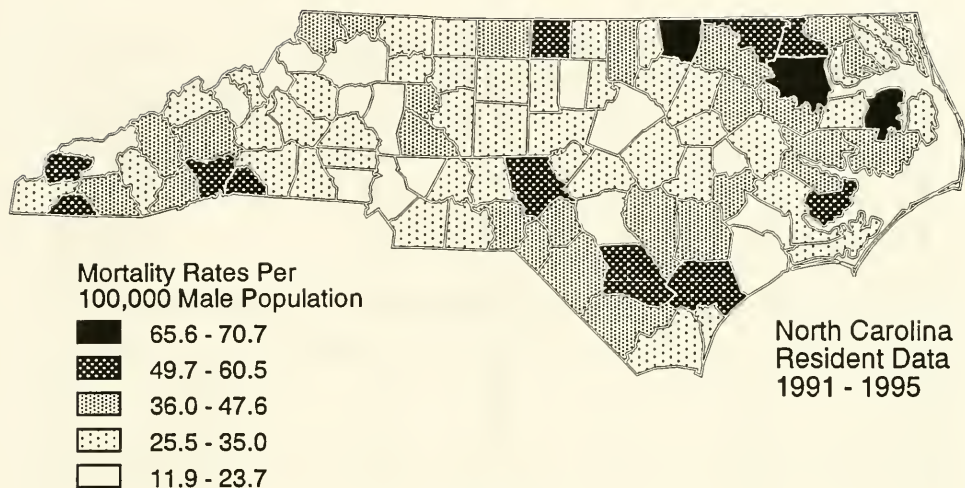 Mortality Rates Per
100,000 Male Population
65.6 - 70.7
49.7 - 60.5
36.0 - 47.6
25.5 - 35.0
11.9 - 23.7
North Carolina
Resident Data
1991 - 1995